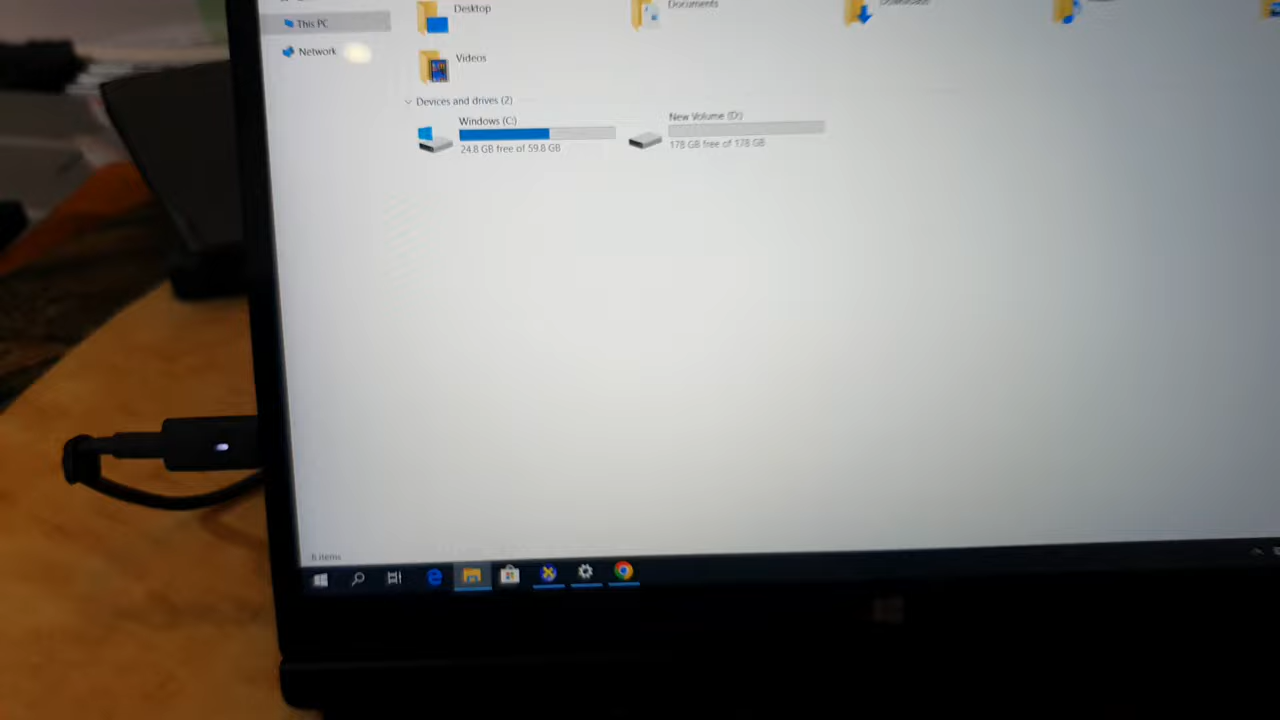 Desktop
Documents
This PC
Network
Videos
Devices and drives (2)
Windows (C:)
24.8 GB free of 59.8 GB
New Volume (D:)
178 GB free of 178 GB
6 items